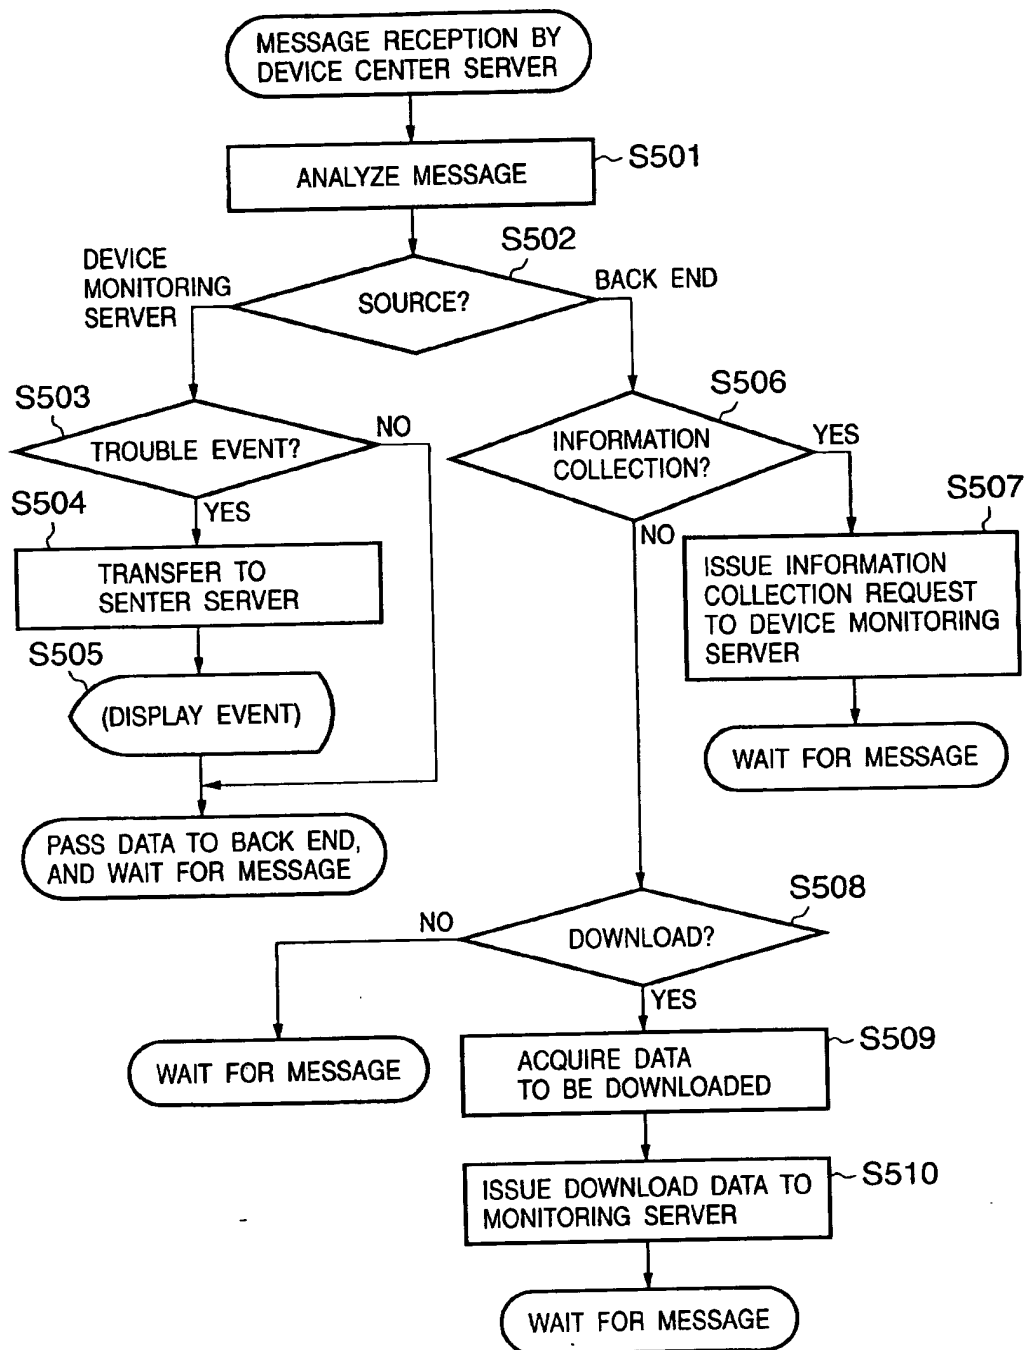 MESSAGE RECEPTION BY
DEVICE CENTER SERVER
ANALYZE MESSAGE
S501
S502
SOURCE?
DEVICE
MONITORING
SERVER
BACK END
S503
TROUBLE EVENT?
NO
YES
S504
TRANSFER TO
SENTER SERVER
S505
(DISPLAY EVENT)
PASS DATA TO BACK END,
AND WAIT FOR MESSAGE
S506
INFORMATION
COLLECTION?
YES
NO
S507
ISSUE INFORMATION
COLLECTION REQUEST
TO DEVICE MONITORING
SERVER
WAIT FOR MESSAGE
S508
DOWNLOAD?
NO
YES
WAIT FOR MESSAGE
S509
ACQUIRE DATA
TO BE DOWNLOADED
S510
ISSUE DOWNLOAD DATA TO
MONITORING SERVER
WAIT FOR MESSAGE